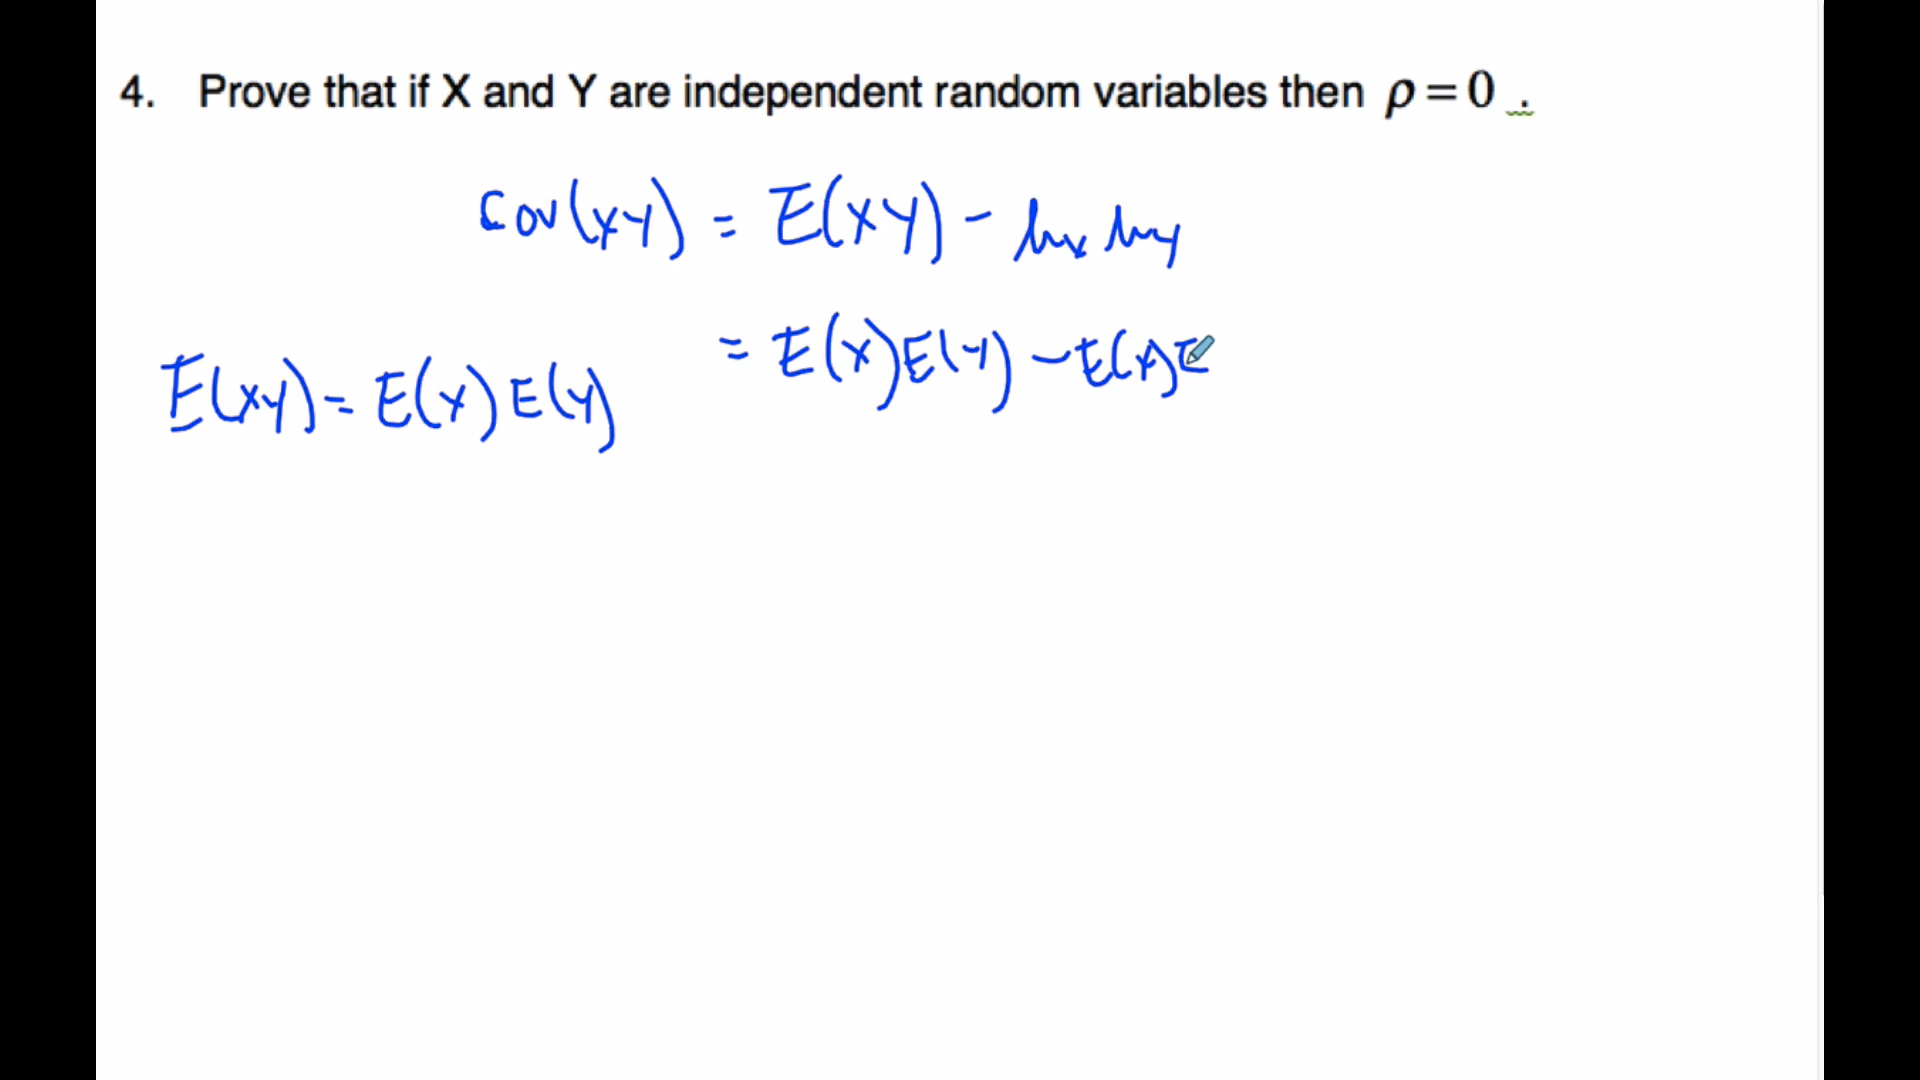 4. Prove that if X and Y are independent random variables then ρ = 0 .
Cov(XY) = E(XY) - μx μy
= E(X)E(Y) - E(X)E
E(XY) = E(X)E(Y)